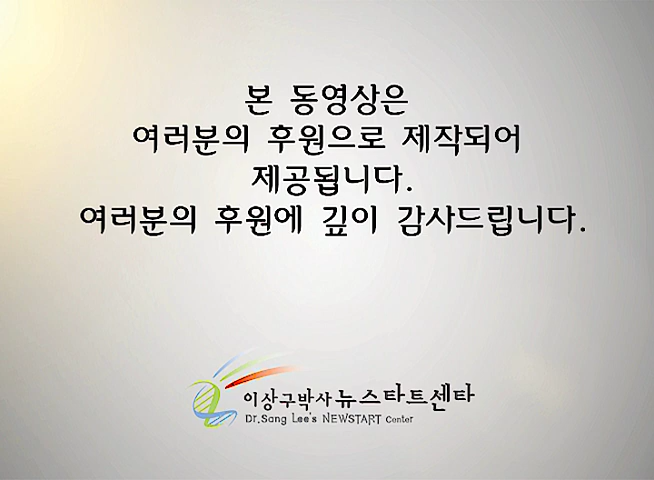 본 동영상은
여러분의 후원으로 제작되어
제공됩니다.
여러분의 후원에 깊이 감사드립니다.
이상구박사 뉴스타트센타
Dr.Sang Lee's NEWSTART Center